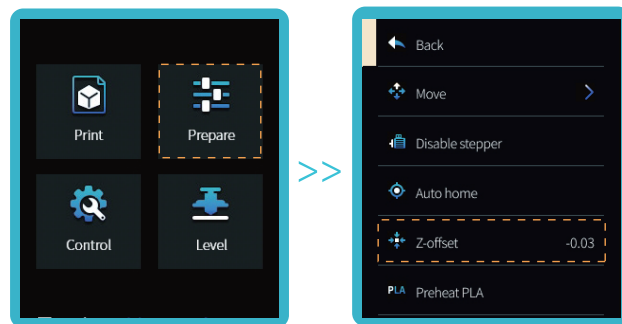 Print
Prepare
Control
Level
>>
Back
Move
Disable stepper
Auto home
Z-offset -0.03
PLA Preheat PLA